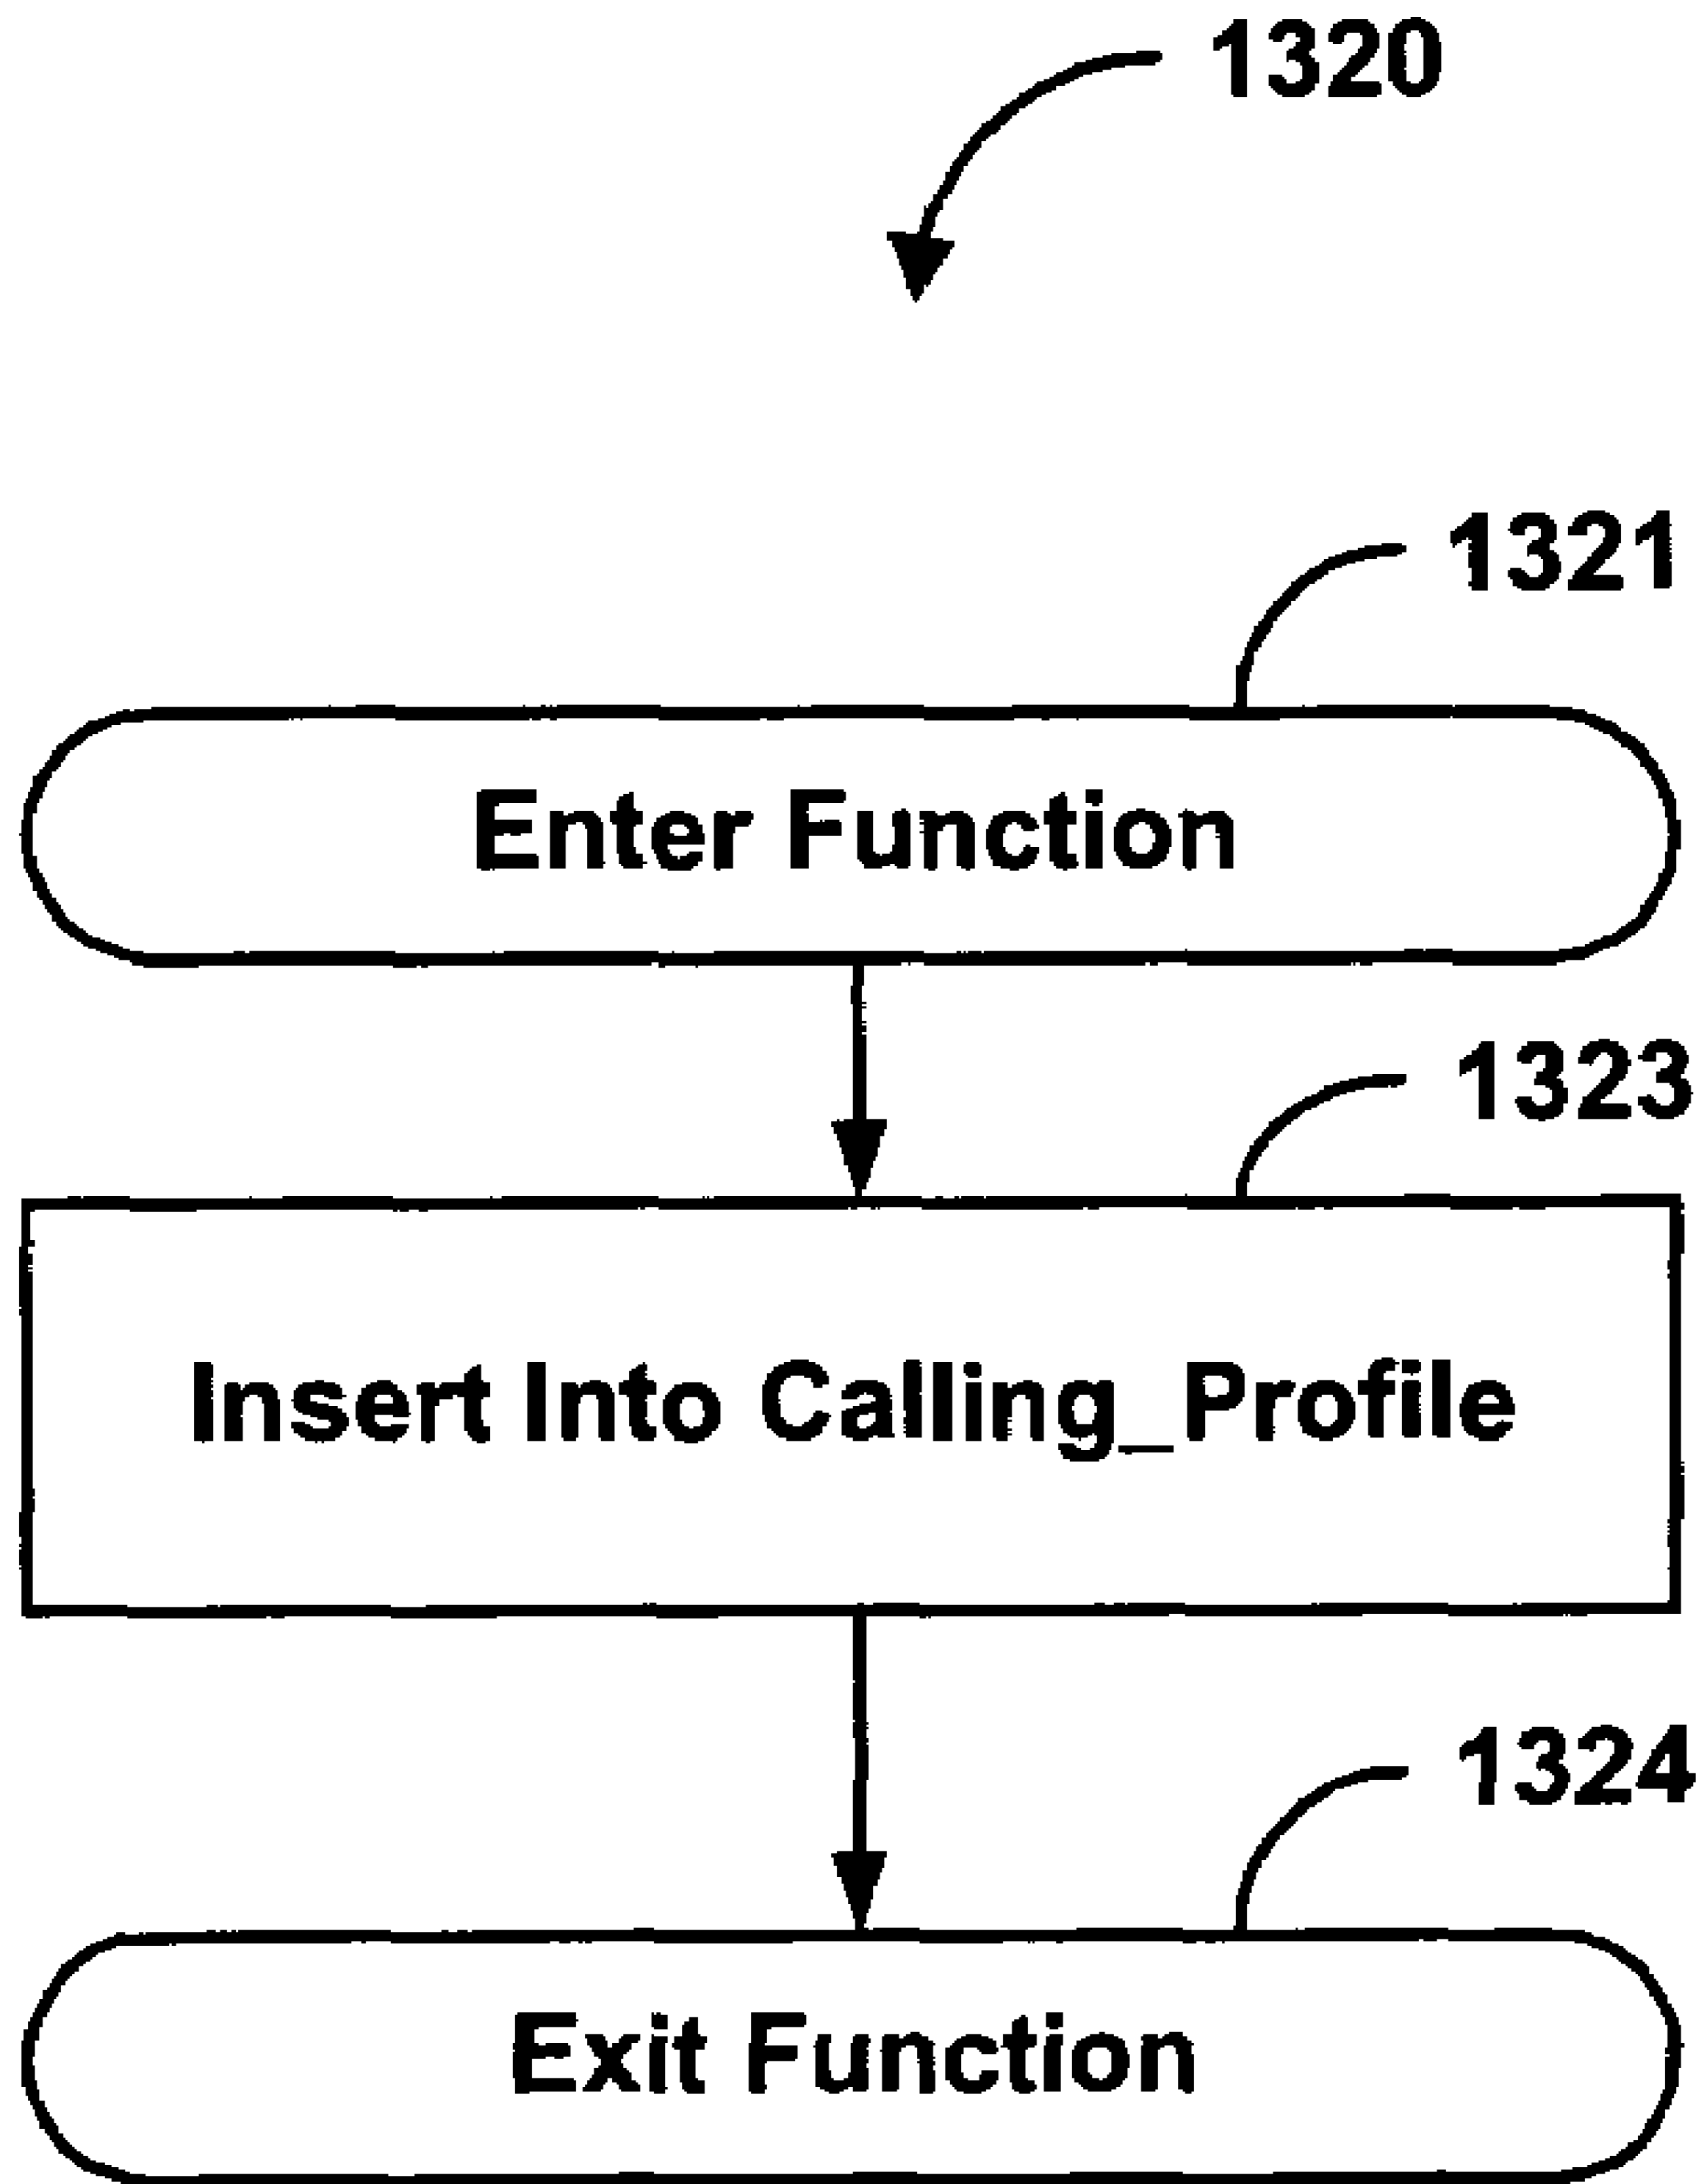 1320
1321
Enter Function
1323
Insert Into Calling_Profile
1324
Exit Function